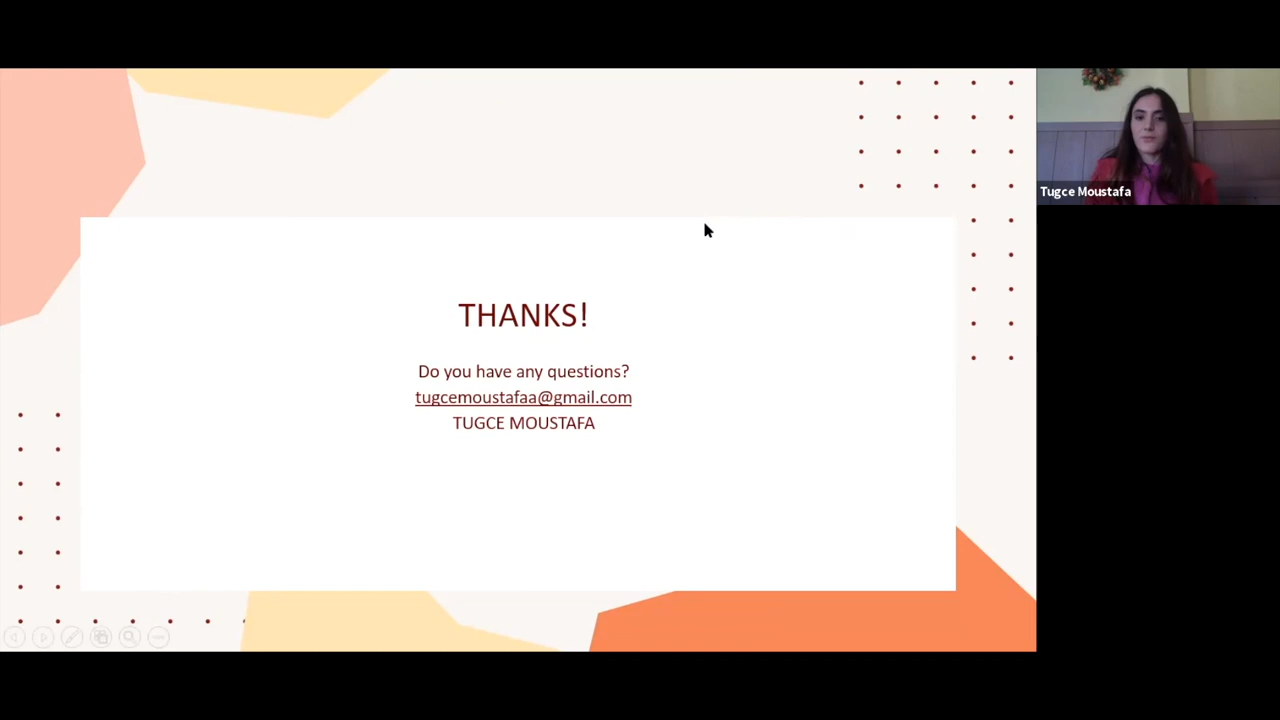 THANKS!
Do you have any questions?
tugcemoustafaa@gmail.com
TUGCE MOUSTAFA
Tugce Moustafa